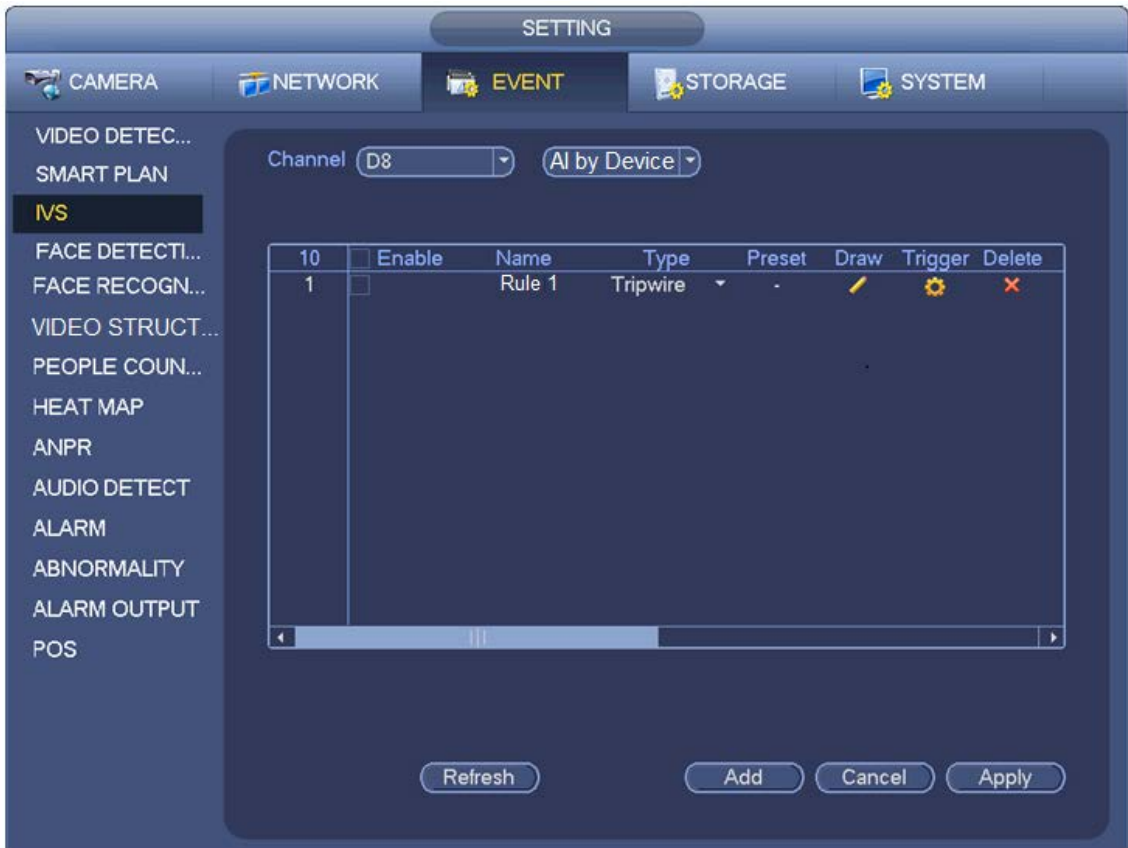 SETTING
CAMERA NETWORK EVENT STORAGE SYSTEM
VIDEO DETEC...
SMART PLAN
IVS
FACE DETECTI...
FACE RECOGN...
VIDEO STRUCT...
PEOPLE COUN...
HEAT MAP
ANPR
AUDIO DETECT
ALARM
ABNORMALITY
ALARM OUTPUT
POS
Channel D8 AI by Device
10 Enable Name Type Preset Draw Trigger Delete
1 Rule 1 Tripwire -
Refresh Add Cancel Apply